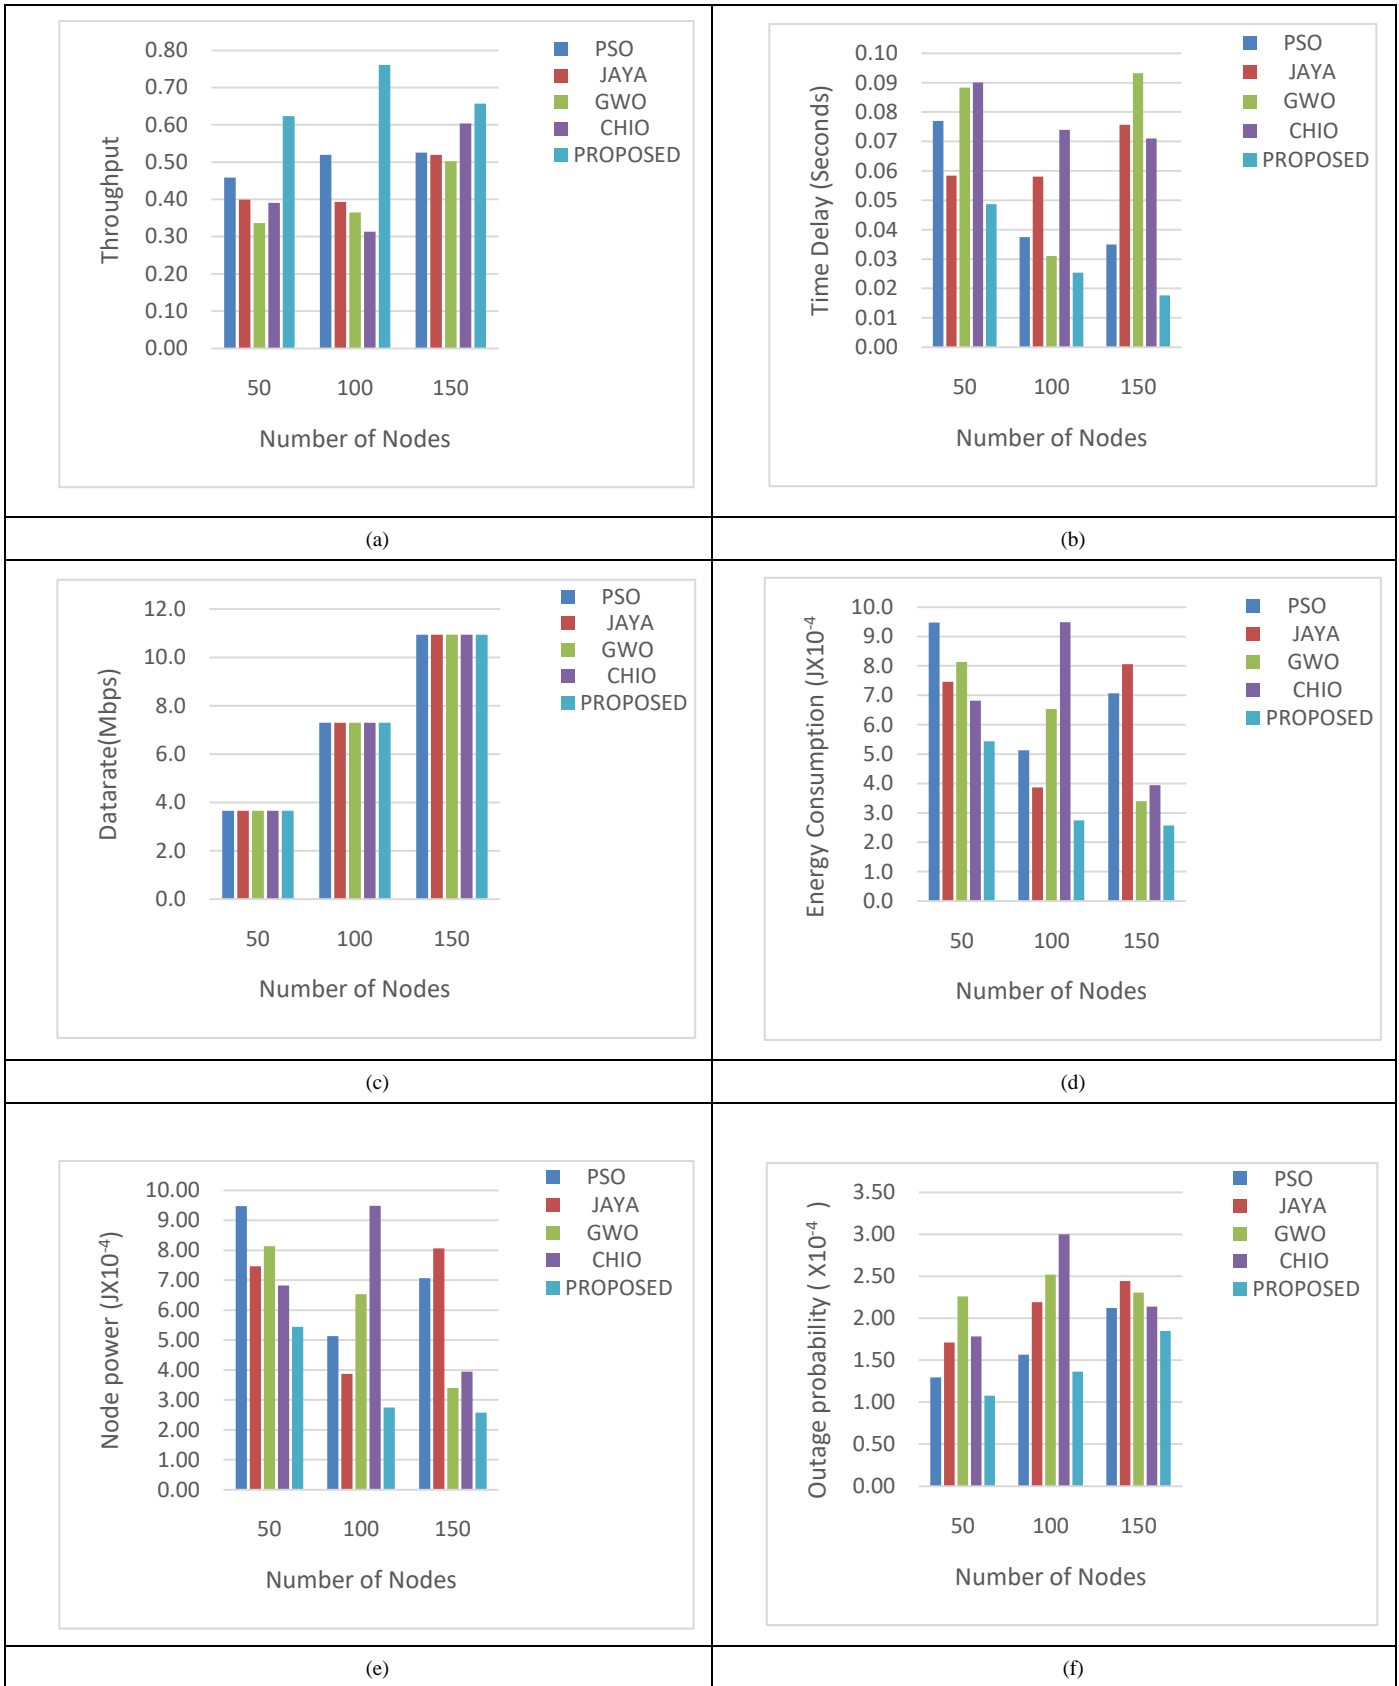 0.80
0.70
0.60
0.50
0.40
0.30
0.20
0.10
0.00
Throughput
50 100 150
Number of Nodes
PSO
JAYA
GWO
CHIO
PROPOSED
0.10
0.09
0.08
0.07
0.06
0.05
0.04
0.03
0.02
0.01
0.00
Time Delay (Seconds)
50 100 150
Number of Nodes
PSO
JAYA
GWO
CHIO
PROPOSED
(a)
(b)
12.0
10.0
8.0
6.0
4.0
2.0
0.0
Datarate(Mbps)
50 100 150
Number of Nodes
PSO
JAYA
GWO
CHIO
PROPOSED
10.0
9.0
8.0
7.0
6.0
5.0
4.0
3.0
2.0
1.0
0.0
Energy Consumption (JX10-4
50 100 150
Number of Nodes
PSO
JAYA
GWO
CHIO
PROPOSED
(c)
(d)
10.00
9.00
8.00
7.00
6.00
5.00
4.00
3.00
2.00
1.00
0.00
Node power (JX10-4)
50 100 150
Number of Nodes
PSO
JAYA
GWO
CHIO
PROPOSED
3.50
3.00
2.50
2.00
1.50
1.00
0.50
0.00
Outage probability ( X10-4 )
50 100 150
Number of Nodes
PSO
JAYA
GWO
CHIO
PROPOSED
(e)
(f)